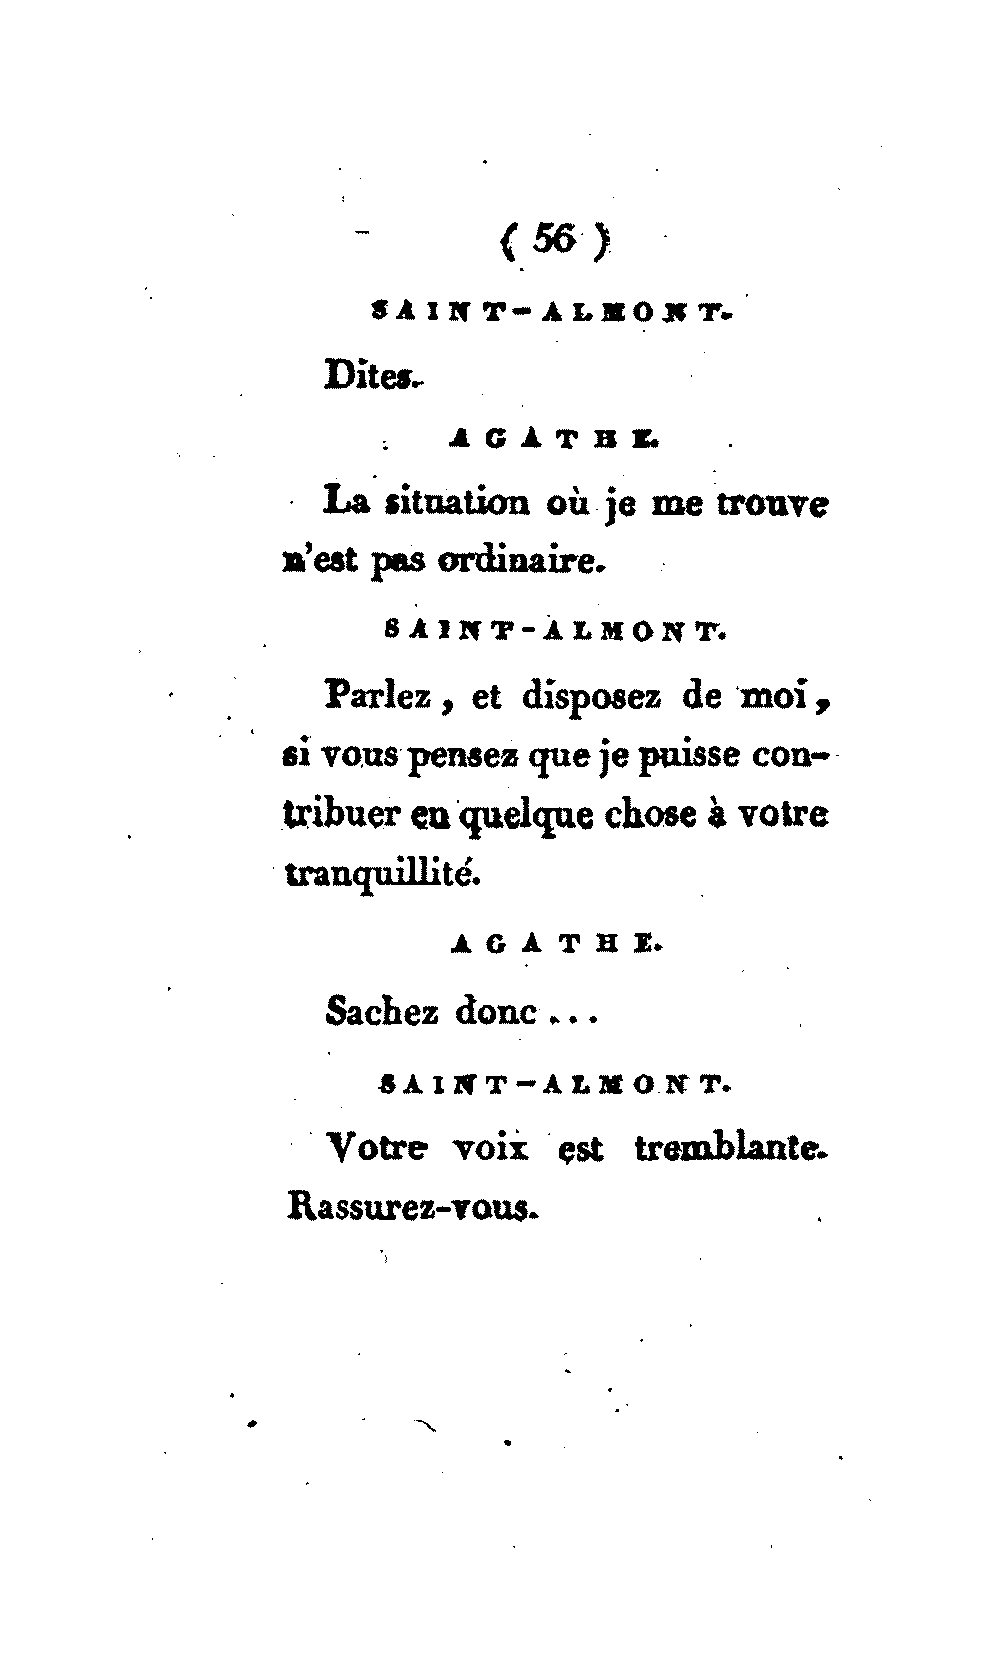 ( 56 )
SAINT-ALMONT.
Dites.
AGATHE.
La situation où je me trouve
n'est pas ordinaire.
SAINT-ALMONT.
Parlez, et disposez de moi,
si vous pensez que je puisse con-
tribuer en quelque chose à votre
tranquillité.
AGATHE.
Sachez donc ...
SAINT-ALMONT.
Votre voix est tremblante.
Rassurez-vous.